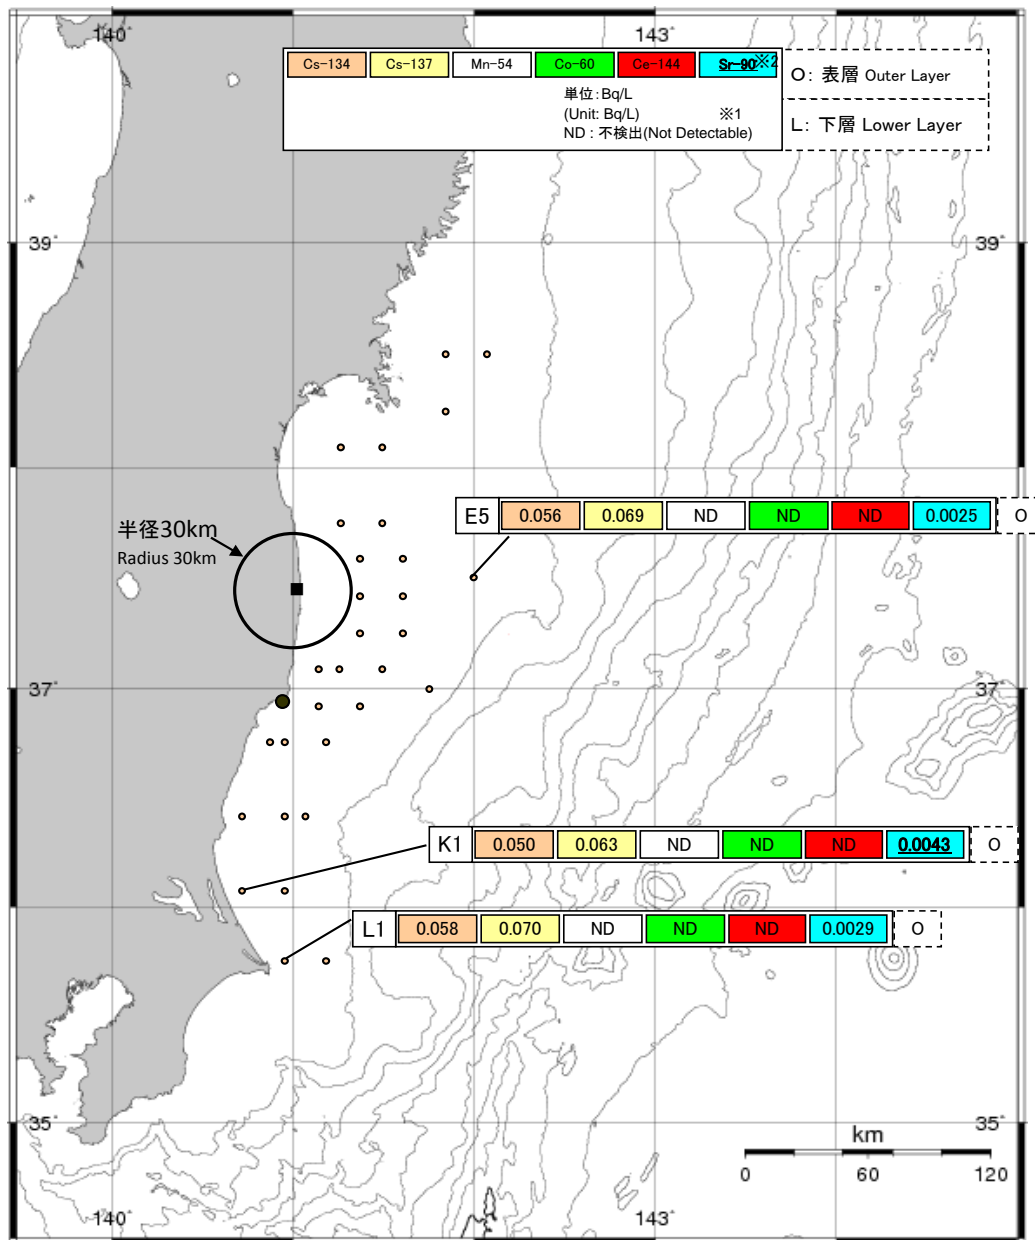 140°
143°
Cs-134 Cs-137 Mn-54 Co-60 Ce-144 Sr-90※2
単位:Bq/L
(Unit: Bq/L) ※1
ND : 不検出(Not Detectable)
O: 表層 Outer Layer
L: 下層 Lower Layer
39°
39°
E5 0.056 0.069 ND ND ND 0.0025 O
半径30km
Radius 30km
37°
37°
K1 0.050 0.063 ND ND ND 0.0043 O
L1 0.058 0.070 ND ND ND 0.0029 O
35°
35°
km
0 60 120
140°
143°